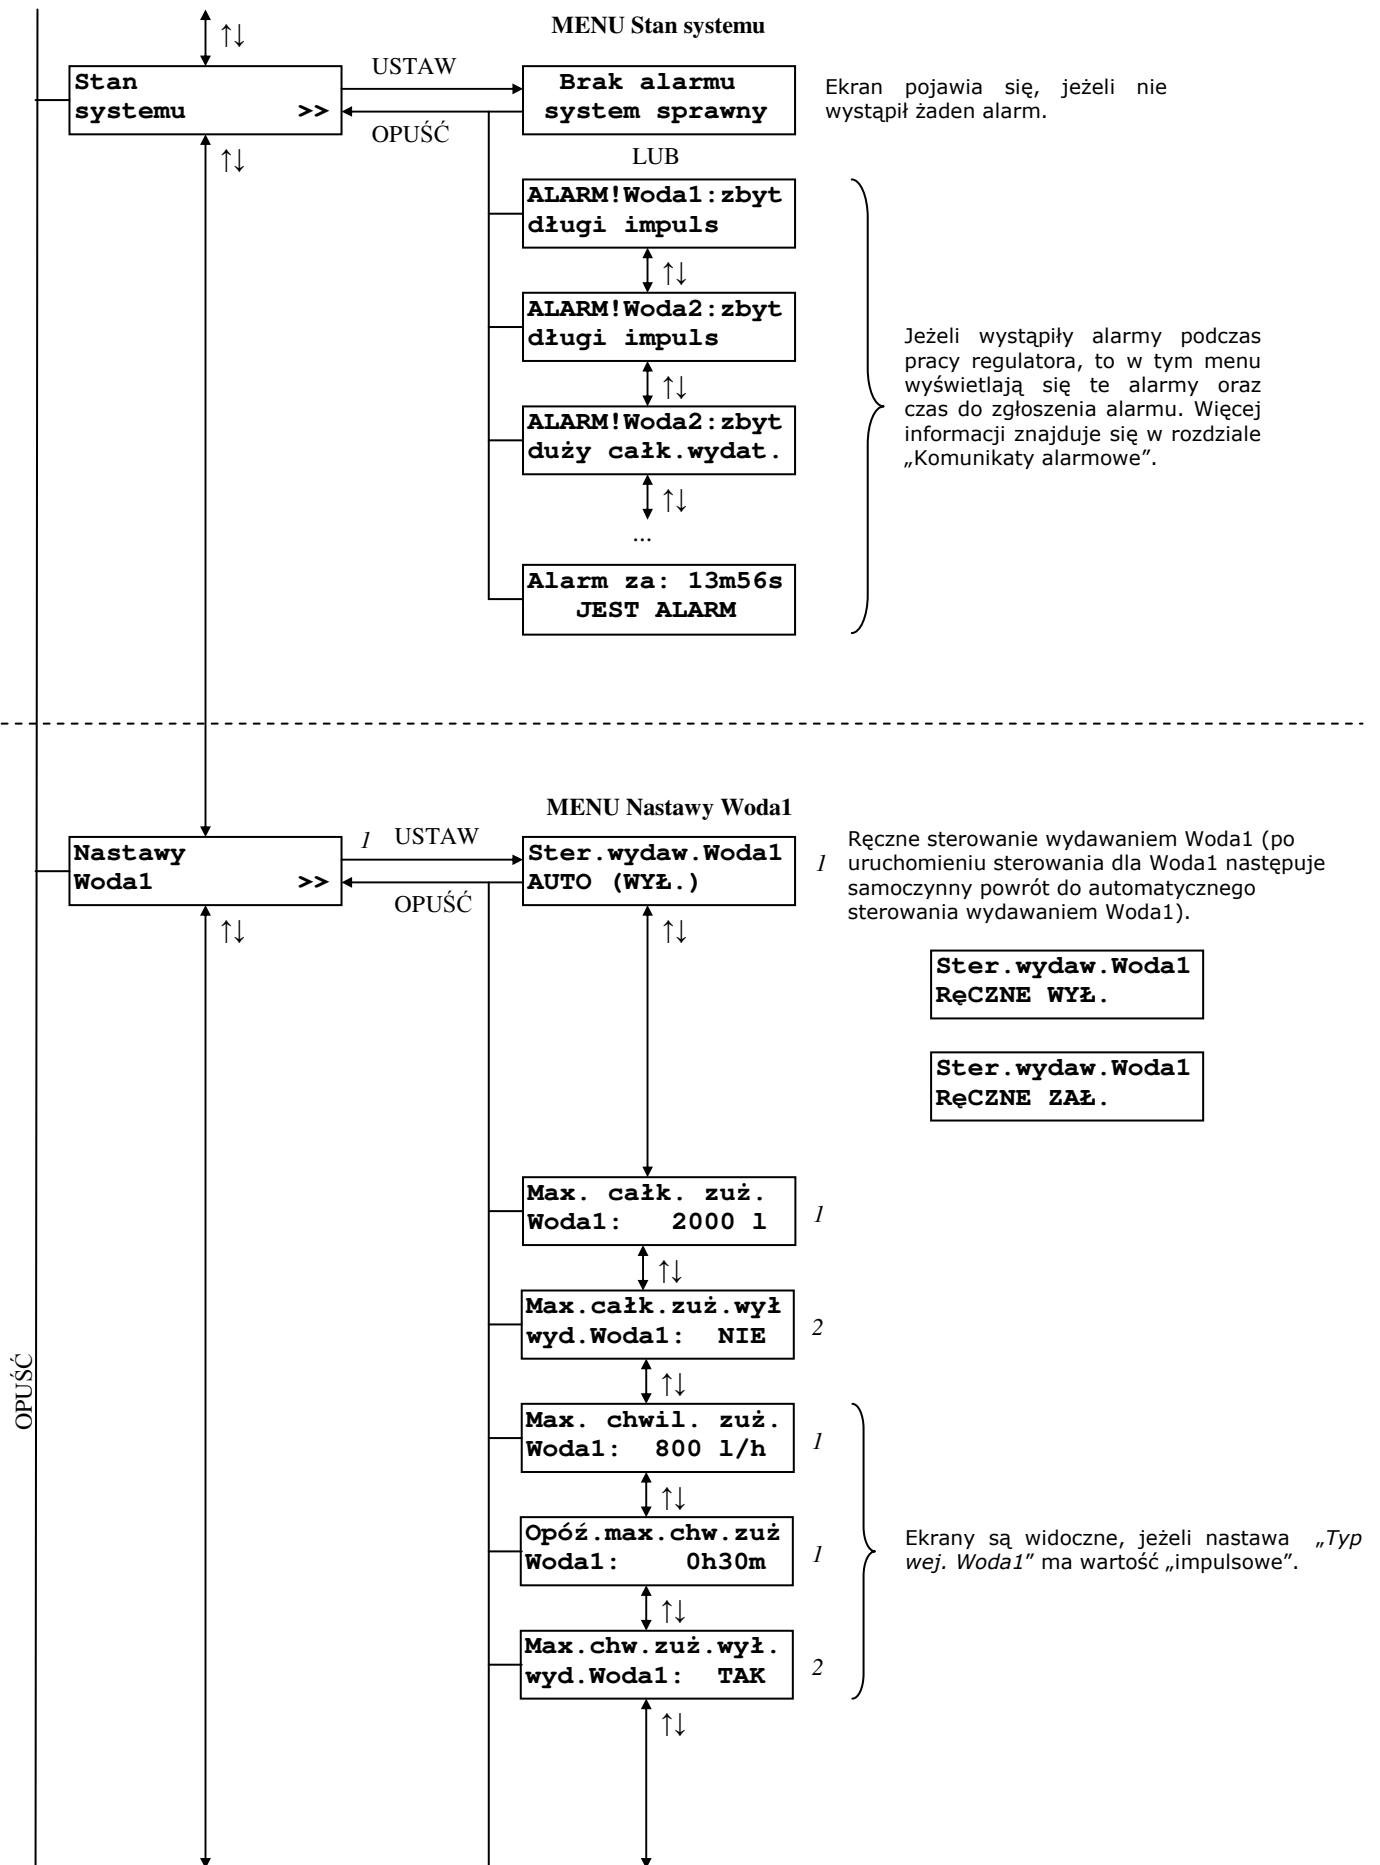 MENU Stan systemu
↑↓
Stan
systemu >>
USTAW
OPUŚĆ
↑↓
Brak alarmu
system sprawny
Ekran pojawia się, jeżeli nie
wystąpił żaden alarm.
LUB
ALARM!Woda1:zbyt
długi impuls
↑↓
ALARM!Woda2:zbyt
długi impuls
↑↓
ALARM!Woda2:zbyt
duży całk.wydat.
↑↓
...
Alarm za: 13m56s
JEST ALARM
Jeżeli wystąpiły alarmy podczas
pracy regulatora, to w tym menu
wyświetlają się te alarmy oraz
czas do zgłoszenia alarmu. Więcej
informacji znajduje się w rozdziale
„Komunikaty alarmowe”.
MENU Nastawy Woda1
Nastawy
Woda1 >>
1 USTAW
OPUŚĆ
↑↓
Ster.wydaw.Woda1
AUTO (WYŁ.)
1
↑↓
Ręczne sterowanie wydawaniem Woda1 (po
uruchomieniu sterowania dla Woda1 następuje
samoczynny powrót do automatycznego
sterowania wydawaniem Woda1).
Ster.wydaw.Woda1
RęCZNE WYŁ.
Ster.wydaw.Woda1
RęCZNE ZAŁ.
Max. całk. zuż.
Woda1: 2000 l
1
↑↓
Max.całk.zuż.wył
wyd.Woda1: NIE
2
↑↓
Max. chwil. zuż.
Woda1: 800 l/h
1
↑↓
Opóź.max.chw.zuż
Woda1: 0h30m
1
↑↓
Max.chw.zuż.wył.
wyd.Woda1: TAK
2
↑↓
Ekrany są widoczne, jeżeli nastawa „Typ
wej. Woda1” ma wartość „impulsowe”.
OPUŚĆ